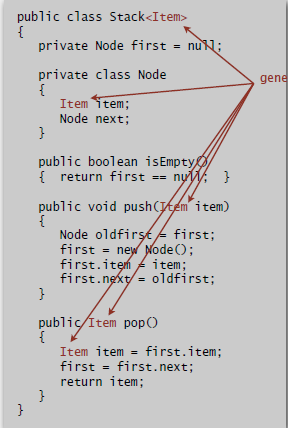 public class Stack<Item>
{
private Node first = null;
private class Node
gene
{
Item item;
Node next;
}
public boolean isEmpty()
{ return first == null; }
public void push(Item item)
{
Node oldfirst = first;
first = new Node();
first.item = item;
first.next = oldfirst;
}
public Item pop()
{
Item item = first.item;
first = first.next;
return item;
}
}